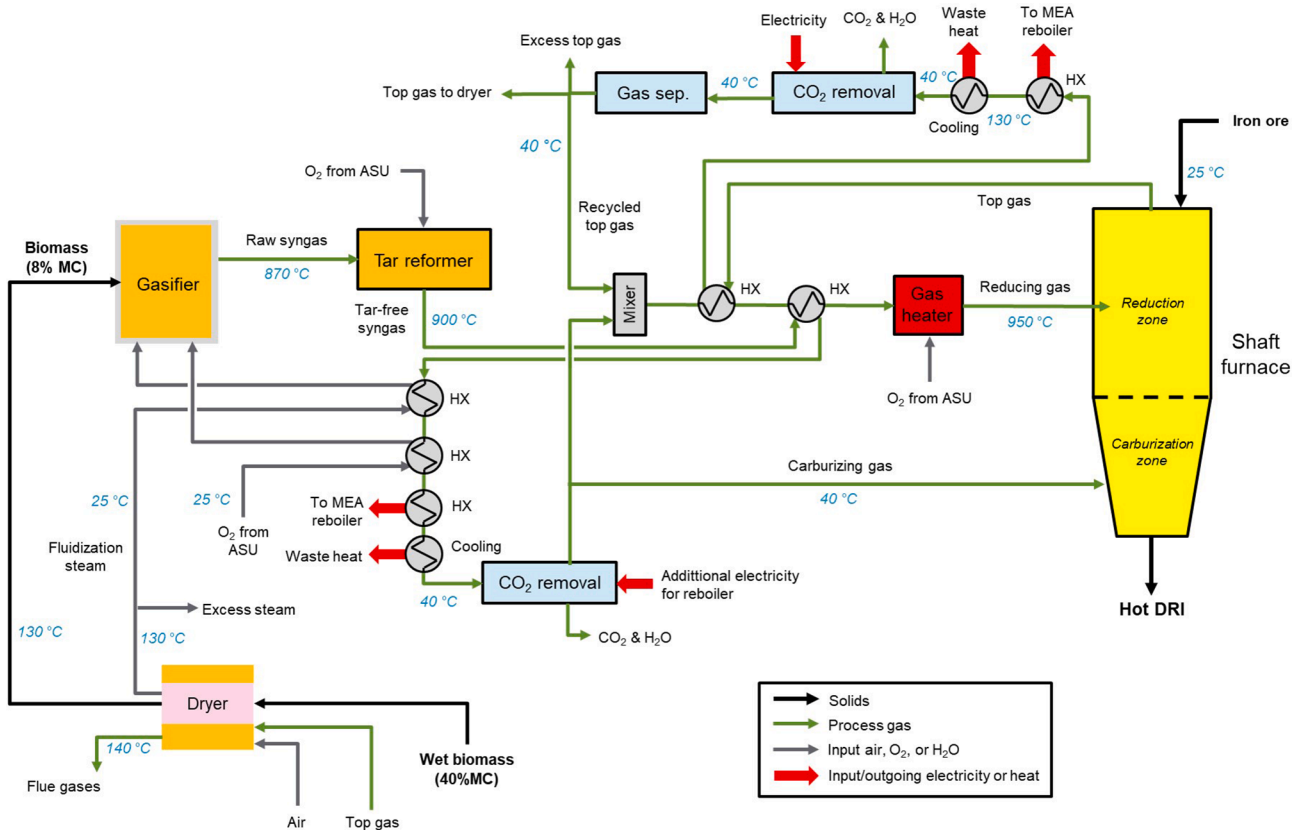 Electricity
CO₂ & H₂O
Waste
heat
To MEA
reboiler
Excess top gas
Top gas to dryer
Gas sep.
40 °C
CO₂ removal
40 °C
Cooling
130 °C
HX
Iron ore
25 °C
40 °C
O₂ from ASU
Recycled
top gas
Top gas
Biomass
(8% MC)
Gasifier
Raw syngas
870 °C
Tar reformer
Tar-free
syngas
900 °C
Mixer
HX
HX
Gas
heater
Reducing gas
950 °C
O₂ from ASU
Reduction
zone
Shaft
furnace
Carburization
zone
HX
HX
HX
Cooling
To MEA
reboiler
Waste heat
25 °C
25 °C
O₂ from
ASU
Fluidization
steam
Carburizing gas
40 °C
40 °C
CO₂ removal
Addittional electricity
for reboiler
CO₂ & H₂O
Hot DRI
Excess steam
130 °C
130 °C
Dryer
140 °C
Flue gases
Wet biomass
(40%MC)
Air
Top gas
Solids
Process gas
Input air, O₂, or H₂O
Input/outgoing electricity or heat